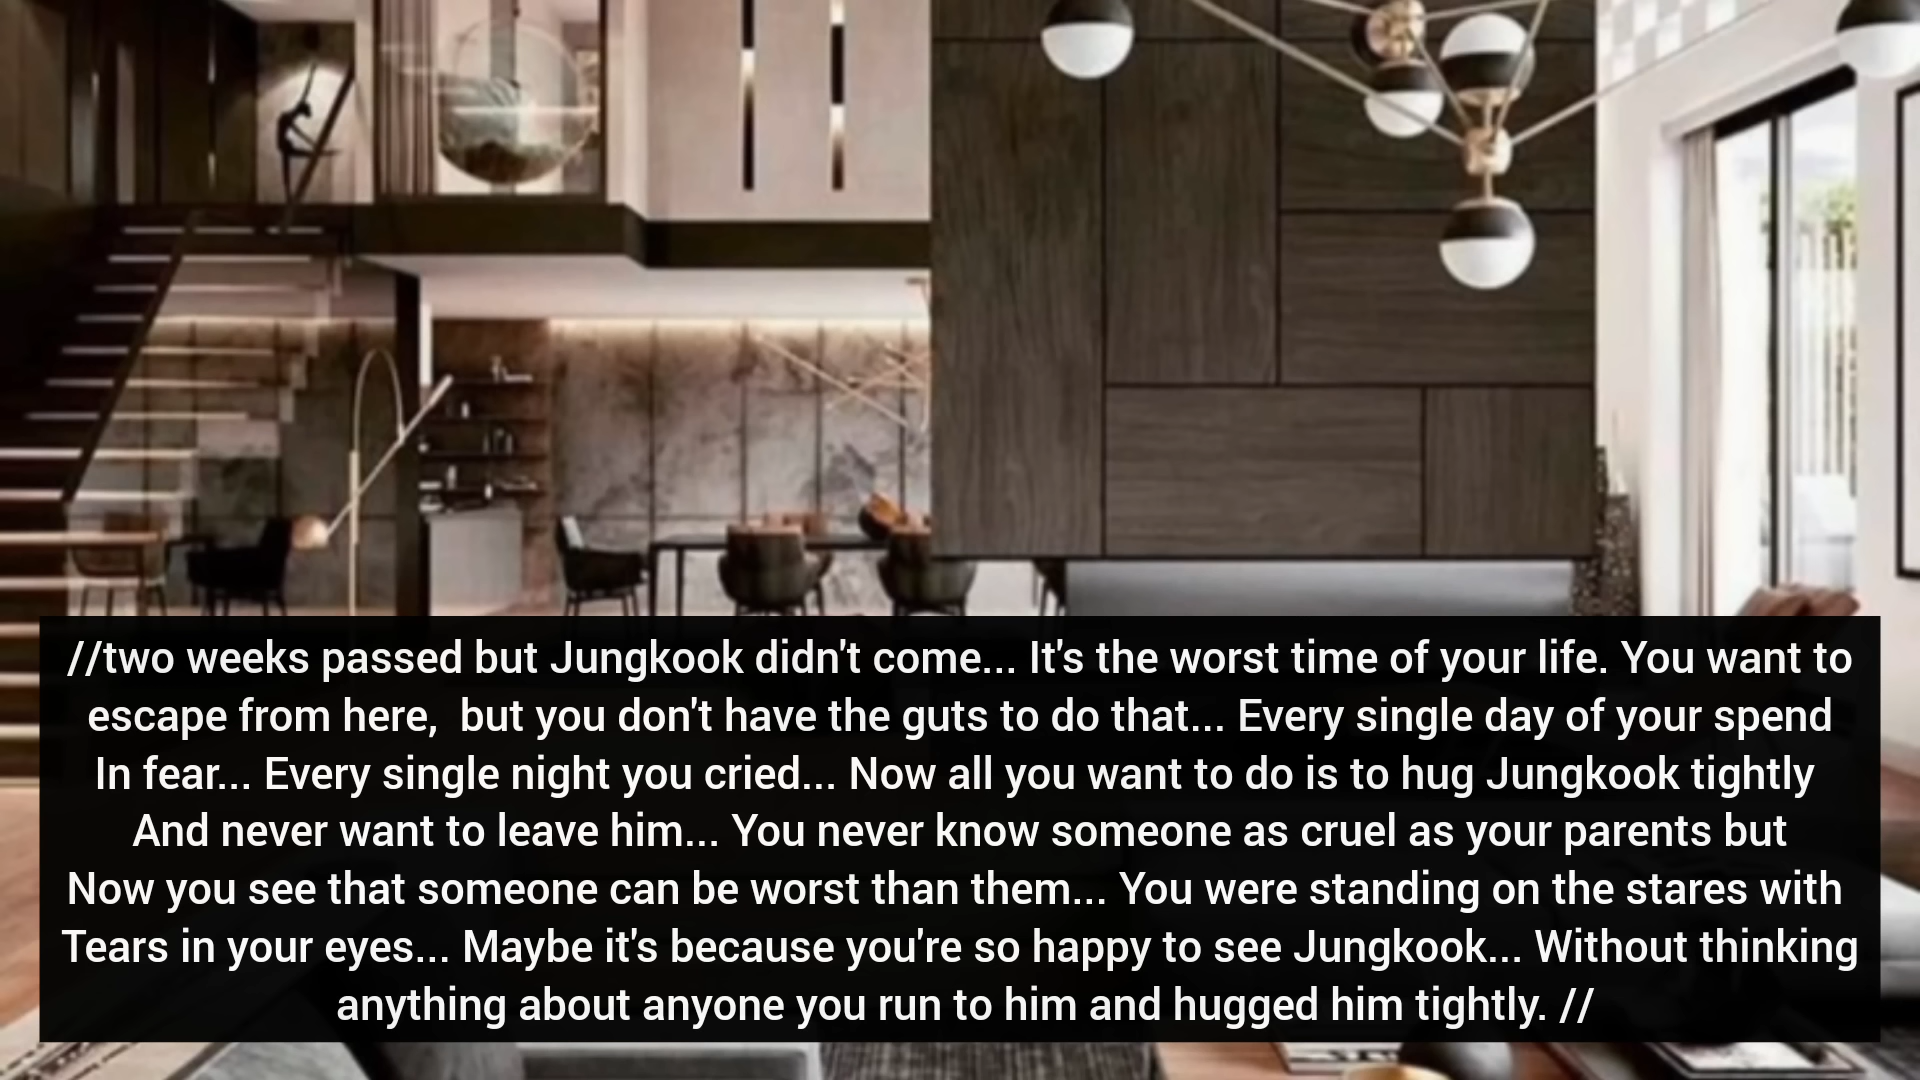 //two weeks passed but Jungkook didn't come... It's the worst time of your life. You want to
escape from here,  but you don't have the guts to do that... Every single day of your spend
In fear... Every single night you cried... Now all you want to do is to hug Jungkook tightly
And never want to leave him... You never know someone as cruel as your parents but
Now you see that someone can be worst than them... You were standing on the stares with
Tears in your eyes... Maybe it's because you're so happy to see Jungkook... Without thinking
anything about anyone you run to him and hugged him tightly. //